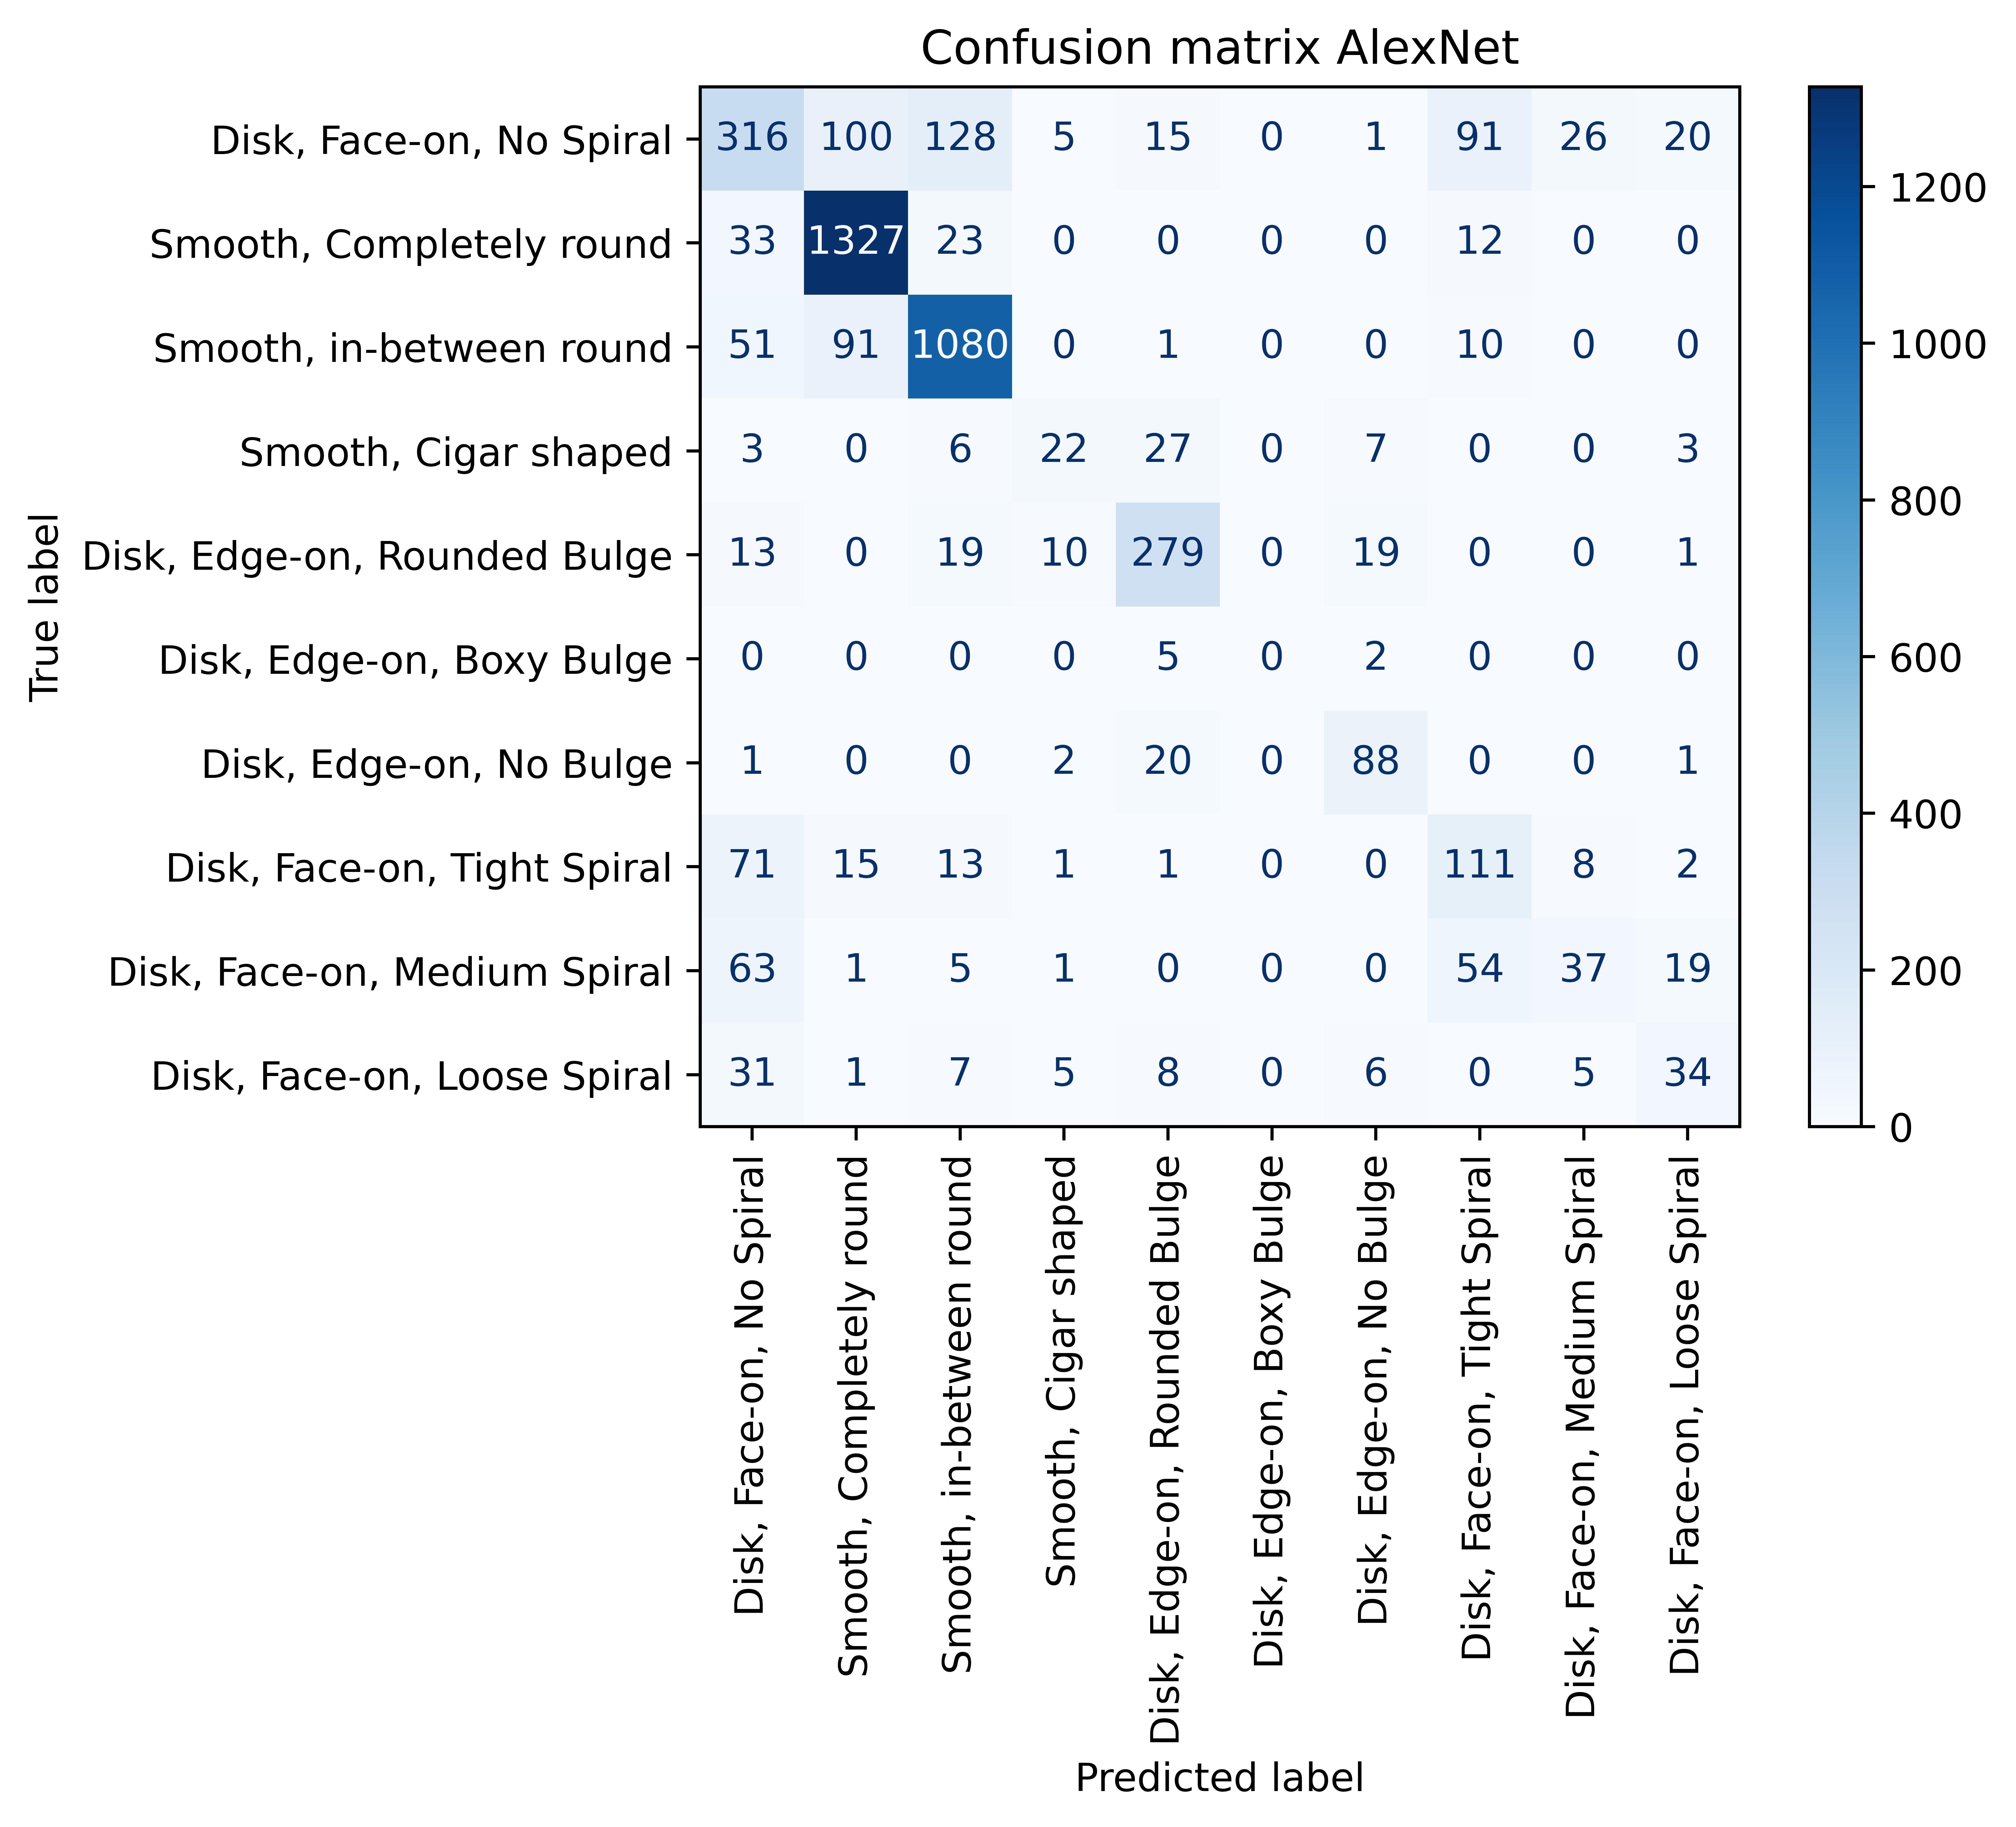 Confusion matrix AlexNet
Disk, Face-on, No Spiral 316 100 128 5 15 0 1 91 26 20
Smooth, Completely round 33 1327 23 0 0 0 0 12 0 0
Smooth, in-between round 51 91 1080 0 1 0 0 10 0 0
Smooth, Cigar shaped 3 0 6 22 27 0 7 0 0 3
Disk, Edge-on, Rounded Bulge 13 0 19 10 279 0 19 0 0 1
Disk, Edge-on, Boxy Bulge 0 0 0 0 5 0 2 0 0 0
Disk, Edge-on, No Bulge 1 0 0 2 20 0 88 0 0 1
Disk, Face-on, Tight Spiral 71 15 13 1 1 0 0 111 8 2
Disk, Face-on, Medium Spiral 63 1 5 1 0 0 0 54 37 19
Disk, Face-on, Loose Spiral 31 1 7 5 8 0 6 0 5 34
True label
Disk, Face-on, No Spiral
Smooth, Completely round
Smooth, in-between round
Smooth, Cigar shaped
Disk, Edge-on, Rounded Bulge
Disk, Edge-on, Boxy Bulge
Disk, Edge-on, No Bulge
Disk, Face-on, Tight Spiral
Disk, Face-on, Medium Spiral
Disk, Face-on, Loose Spiral
Predicted label
1200
1000
800
600
400
200
0